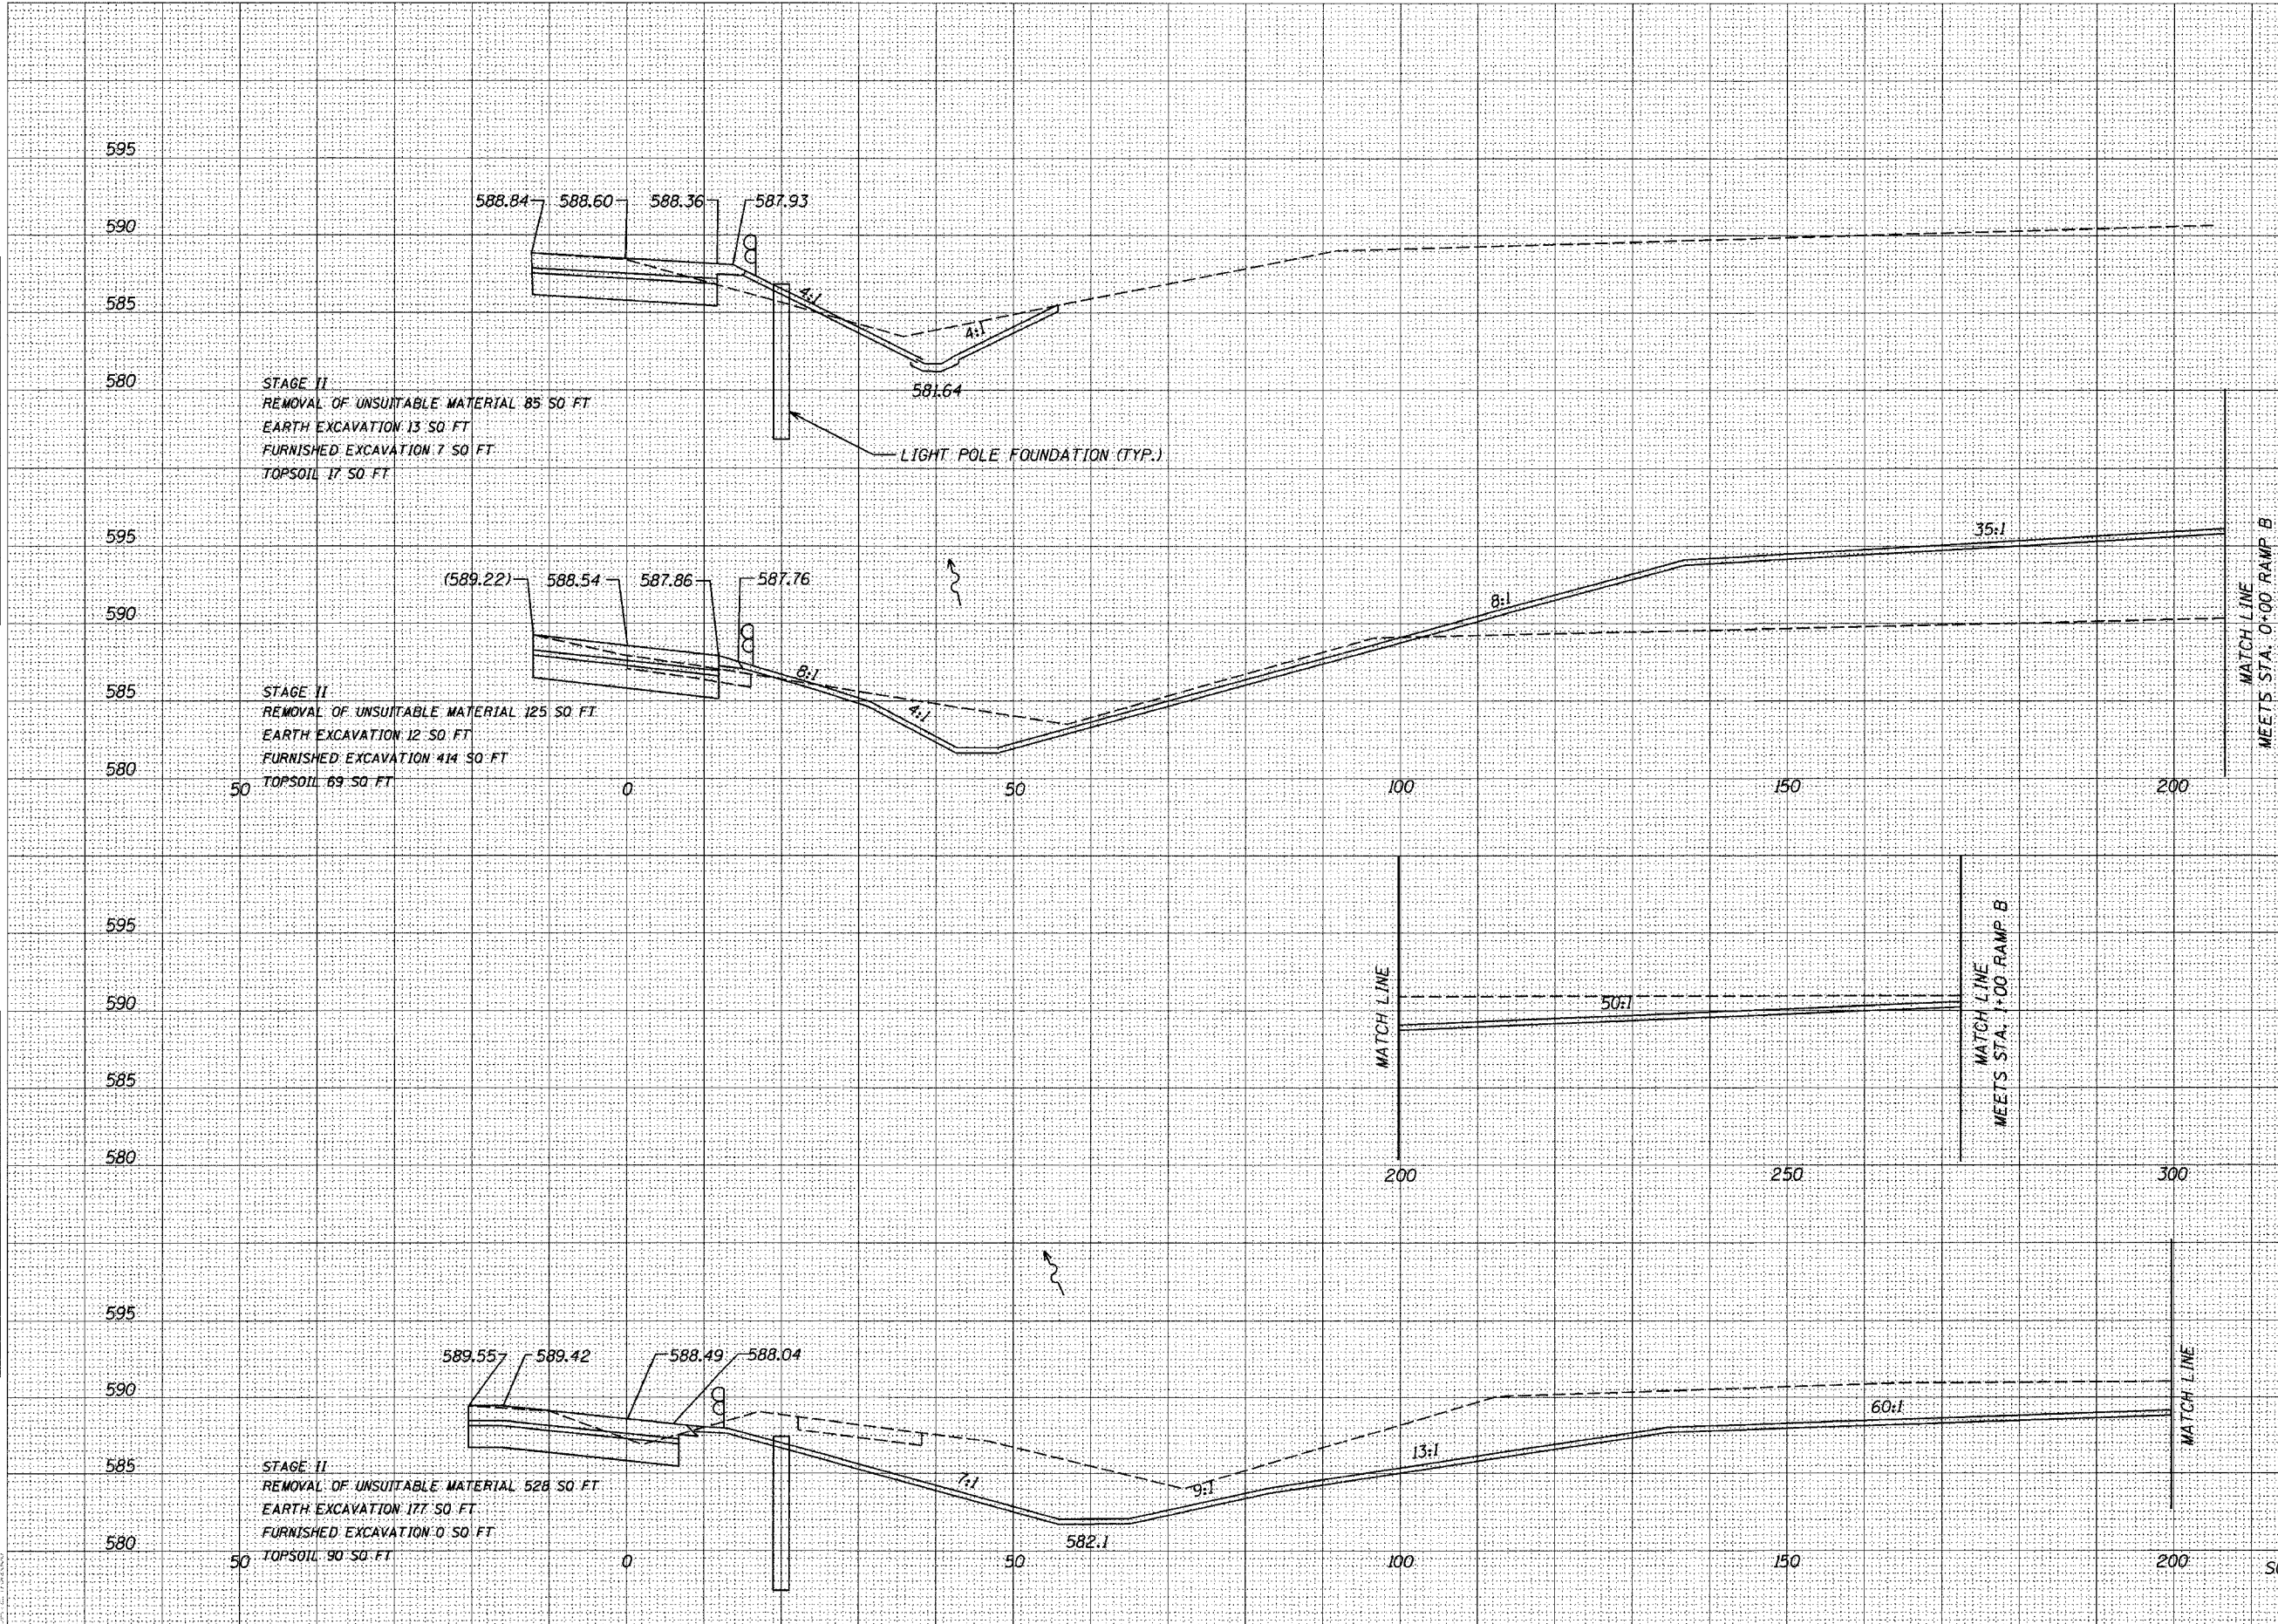 595
590
585
580
588.84
588.60
588.36
587.93
4:1
4:1
581.64
STAGE II
REMOVAL OF UNSUITABLE MATERIAL 85 SQ FT
EARTH EXCAVATION 13 SQ FT
FURNISHED EXCAVATION 7 SQ FT
TOPSOIL 17 SQ FT
LIGHT POLE FOUNDATION (TYP.)
595
590
585
580
(589.22)
588.54
587.86
587.76
8:1
4:1
8:1
35:1
MATCH LINE
MEETS STA. 0+00 RAMP B
STAGE II
REMOVAL OF UNSUITABLE MATERIAL 125 SQ FT
EARTH EXCAVATION 12 SQ FT
FURNISHED EXCAVATION 414 SQ FT
TOPSOIL 69 SQ FT
50
0
50
100
150
200
595
590
585
580
MATCH LINE
50:1
MATCH LINE
MEETS STA. 1+00 RAMP B
200
250
300
595
590
585
580
589.55
589.42
588.49
588.04
7:1
582.1
9:1
13:1
60:1
MATCH LINE
STAGE II
REMOVAL OF UNSUITABLE MATERIAL 528 SQ FT
EARTH EXCAVATION 177 SQ FT
FURNISHED EXCAVATION 0 SQ FT
TOPSOIL 90 SQ FT
50
0
50
100
150
200